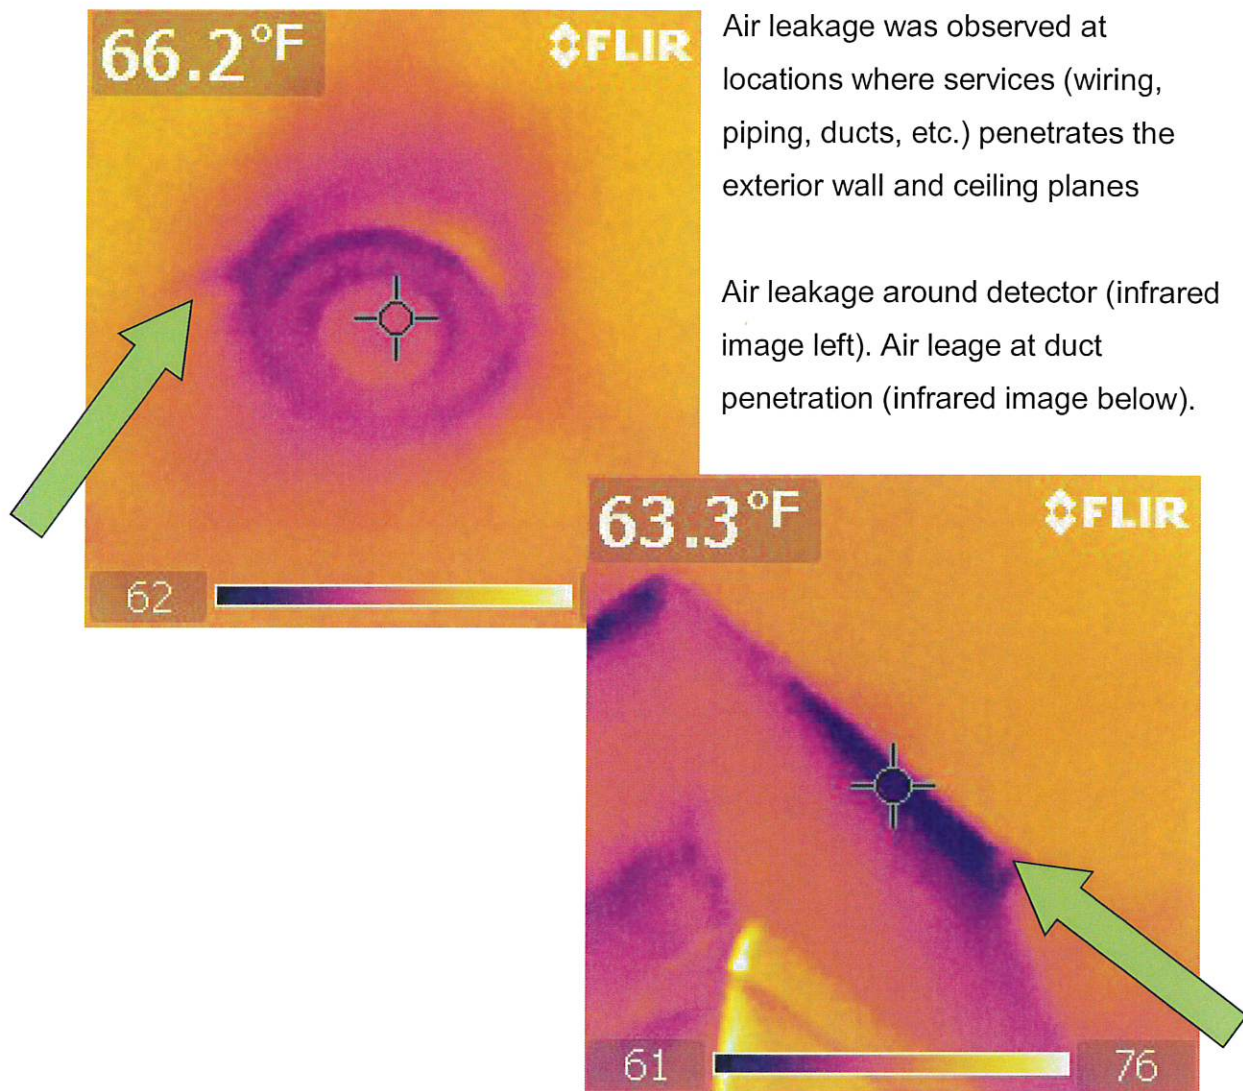 66.2°F
FLIR
Air leakage was observed at
locations where services (wiring,
piping, ducts, etc.) penetrates the
exterior wall and ceiling planes
Air leakage around detector (infrared
image left). Air leage at duct
penetration (infrared image below).
62
63.3°F
FLIR
61
76